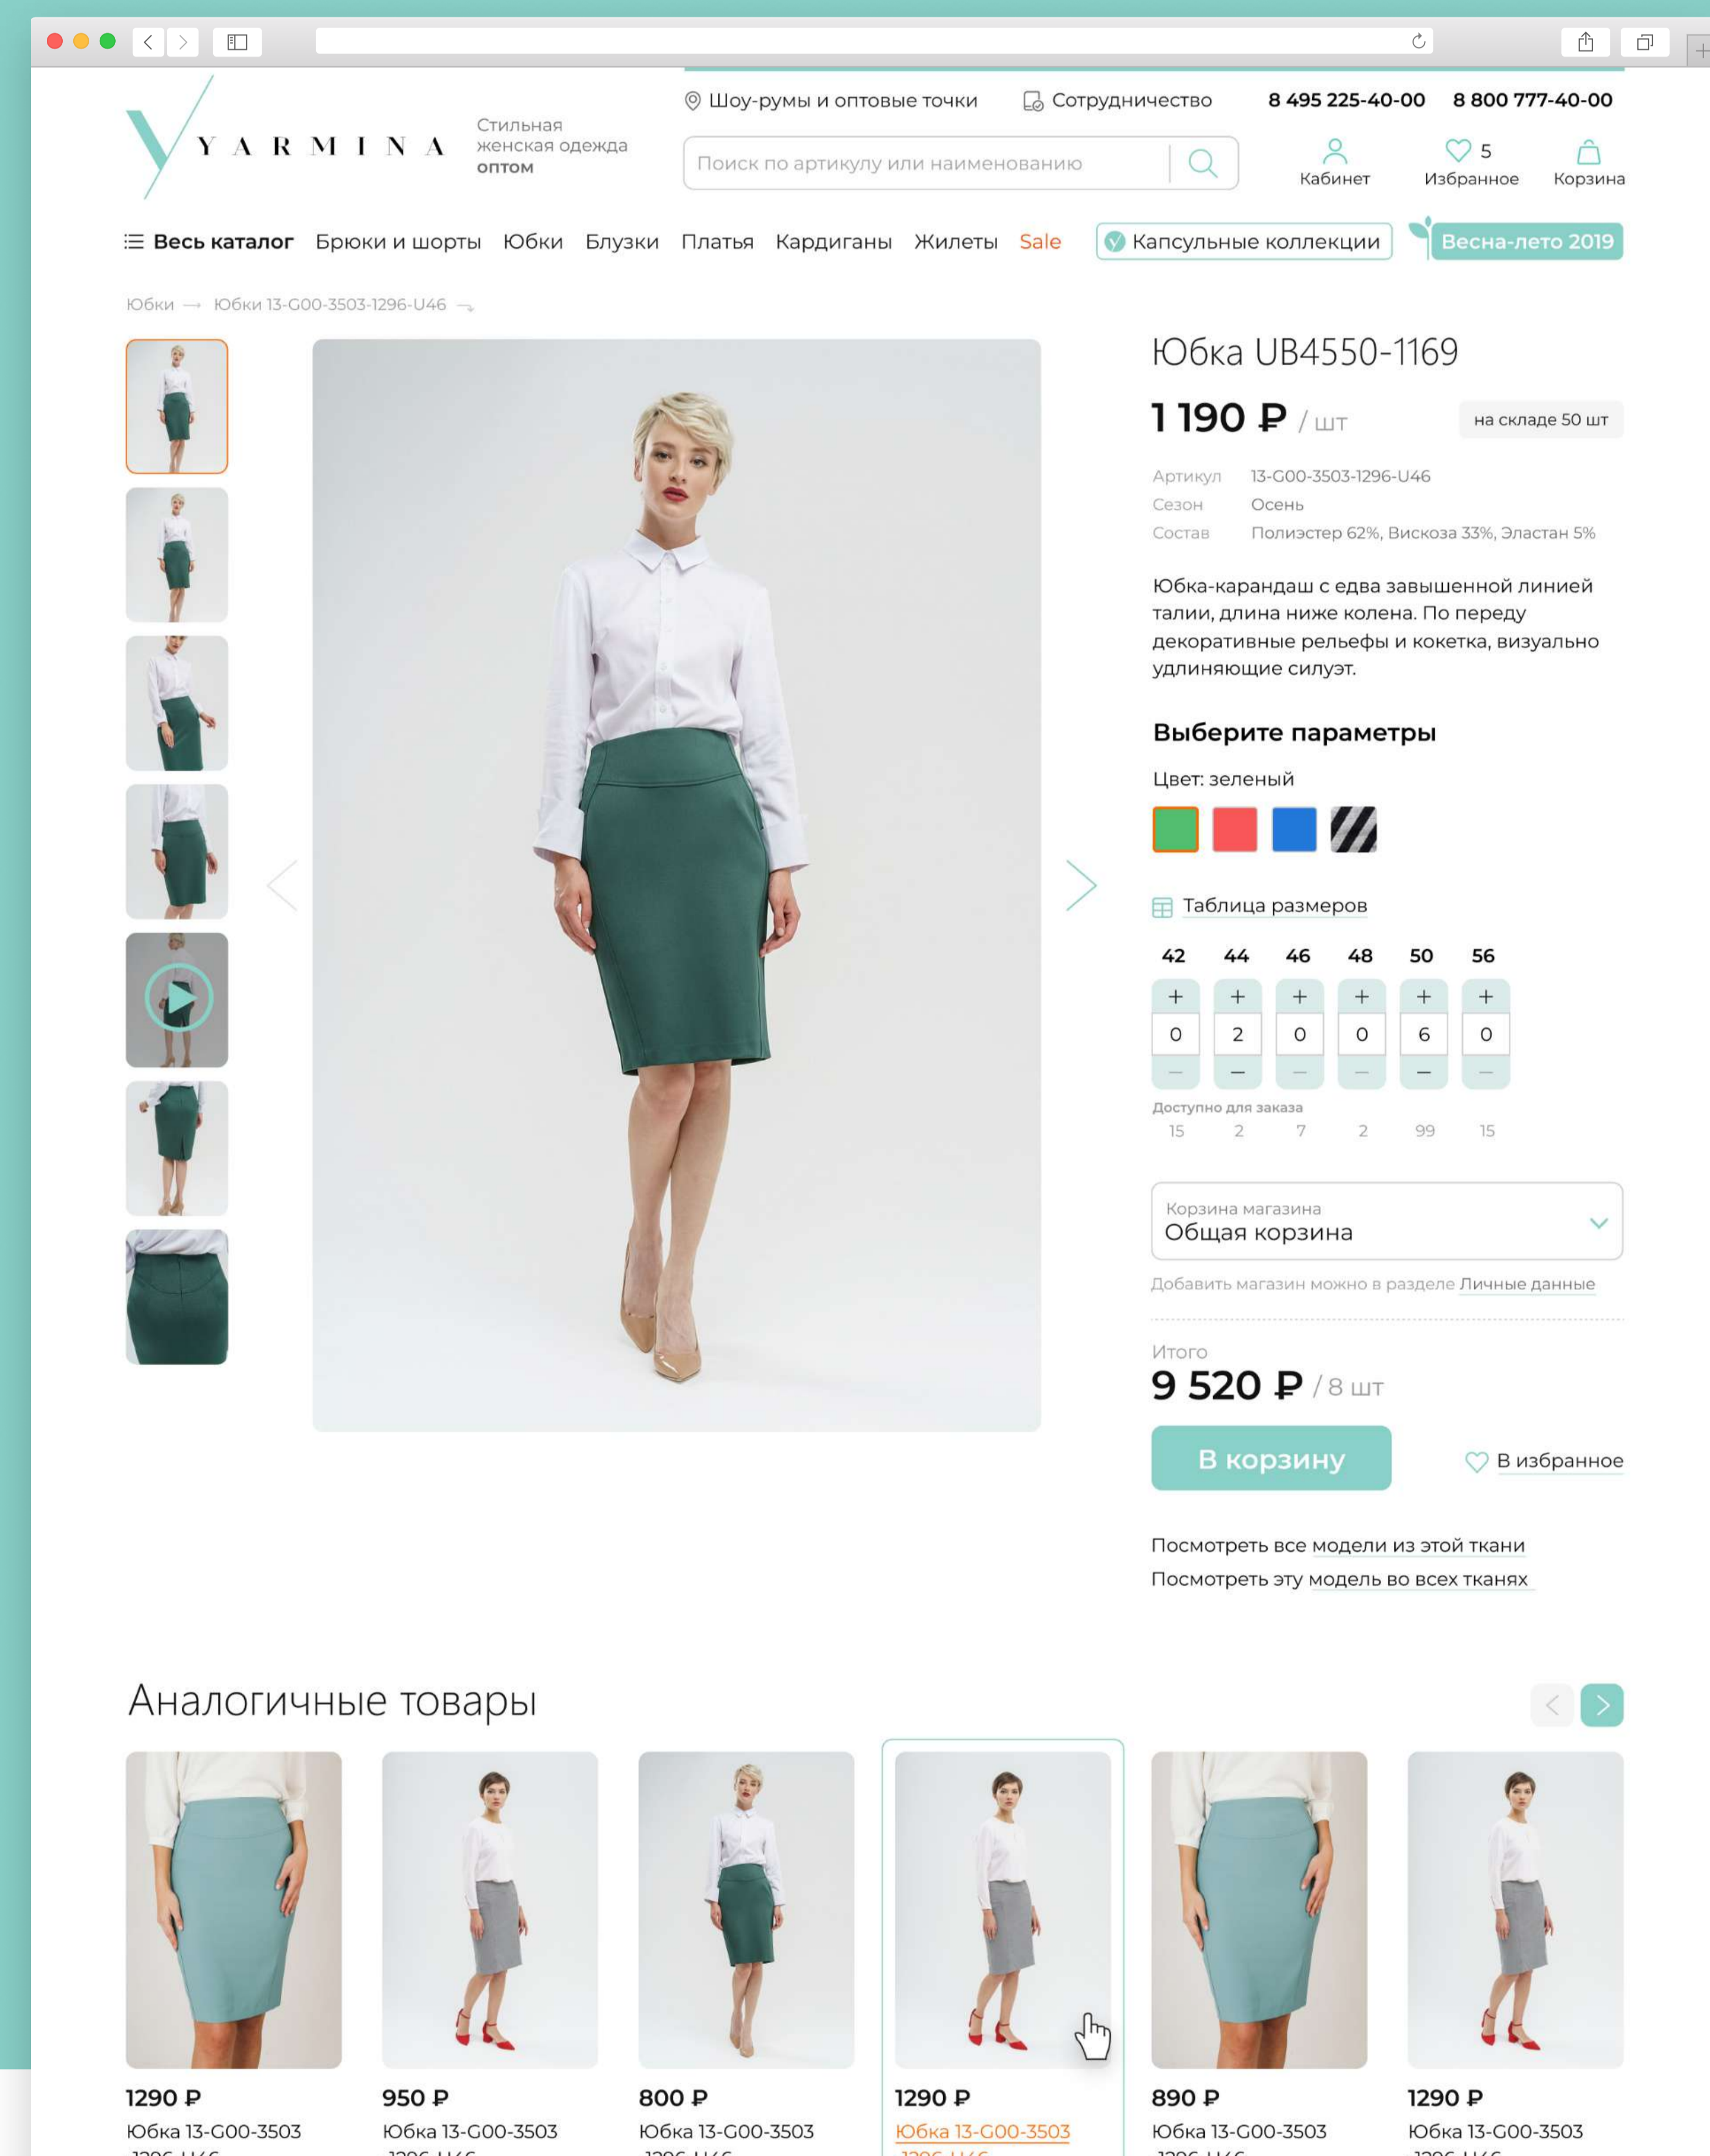 YARMINA
Стильная
женская одежда
оптом
Шоу-румы и оптовые точки
Сотрудничество
8 495 225-40-00
8 800 777-40-00
Поиск по артикулу или наименованию
Кабинет
5
Избранное
Корзина
Весь каталог Брюки и шорты Юбки Блузки Платья Кардиганы Жилеты Sale
Капсульные коллекции
Весна-лето 2019
Юбки → Юбки 13-G00-3503-1296-U46
Юбка UB4550-1169
1 190 ₽ / шт
на складе 50 шт
Артикул 13-G00-3503-1296-U46
Сезон Осень
Состав Полиэстер 62%, Вискоза 33%, Эластан 5%
Юбка-карандаш с едва завышенной линией
талии, длина ниже колена. По переду
декоративные рельефы и кокетка, визуально
удлиняющие силуэт.
Выберите параметры
Цвет: зеленый
Таблица размеров
42 44 46 48 50 56
+ + + + + +
0 2 0 0 6 0
– – – – – –
Доступно для заказа
15 2 7 2 99 15
Корзина магазина
Общая корзина
Добавить магазин можно в разделе Личные данные
Итого
9 520 ₽ / 8 шт
В корзину
В избранное
Посмотреть все модели из этой ткани
Посмотреть эту модель во всех тканях
Аналогичные товары
1290 ₽ 950 ₽ 800 ₽ 1290 ₽ 890 ₽ 1290 ₽
Юбка 13-G00-3503 Юбка 13-G00-3503 Юбка 13-G00-3503 Юбка 13-G00-3503 Юбка 13-G00-3503 Юбка 13-G00-3503